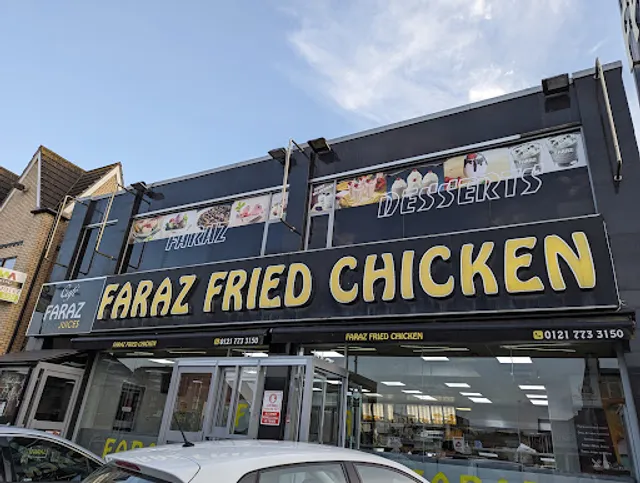 FARAZ
DESSERTS
Café
FARAZ
JUICES
FARAZ FRIED CHICKEN
FARAZ FRIED CHICKEN
0121 773 3150
FARAZ FRIED CHICKEN
0121 773 3150
FARAZ